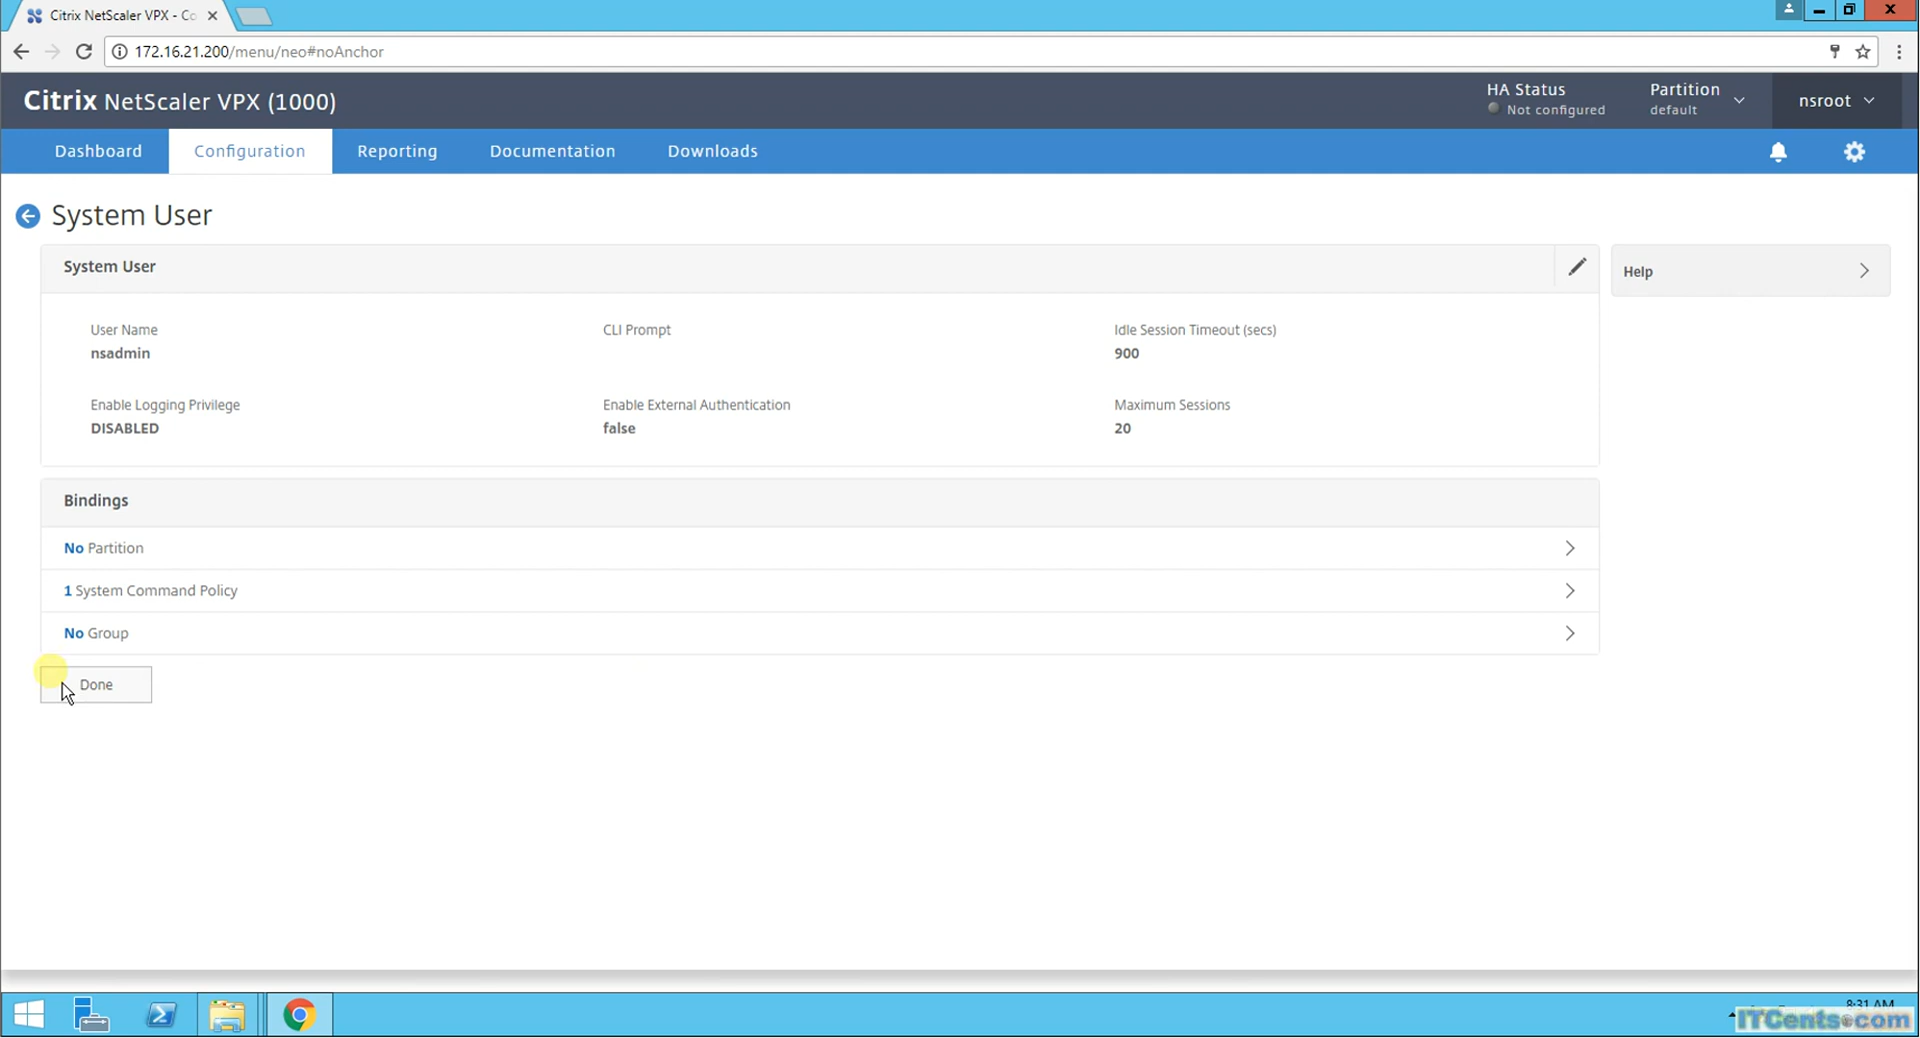 Citrix NetScaler VPX - Co
172.16.21.200/menu/neo#noAnchor
Citrix NetScaler VPX (1000)
HA Status
Not configured
Partition
default
nsroot
Dashboard
Configuration
Reporting
Documentation
Downloads
System User
System User
Help
User Name
nsadmin
CLI Prompt
Idle Session Timeout (secs)
900
Enable Logging Privilege
DISABLED
Enable External Authentication
false
Maximum Sessions
20
Bindings
No Partition
1 System Command Policy
No Group
Done
8:31 AM
ITCents.com